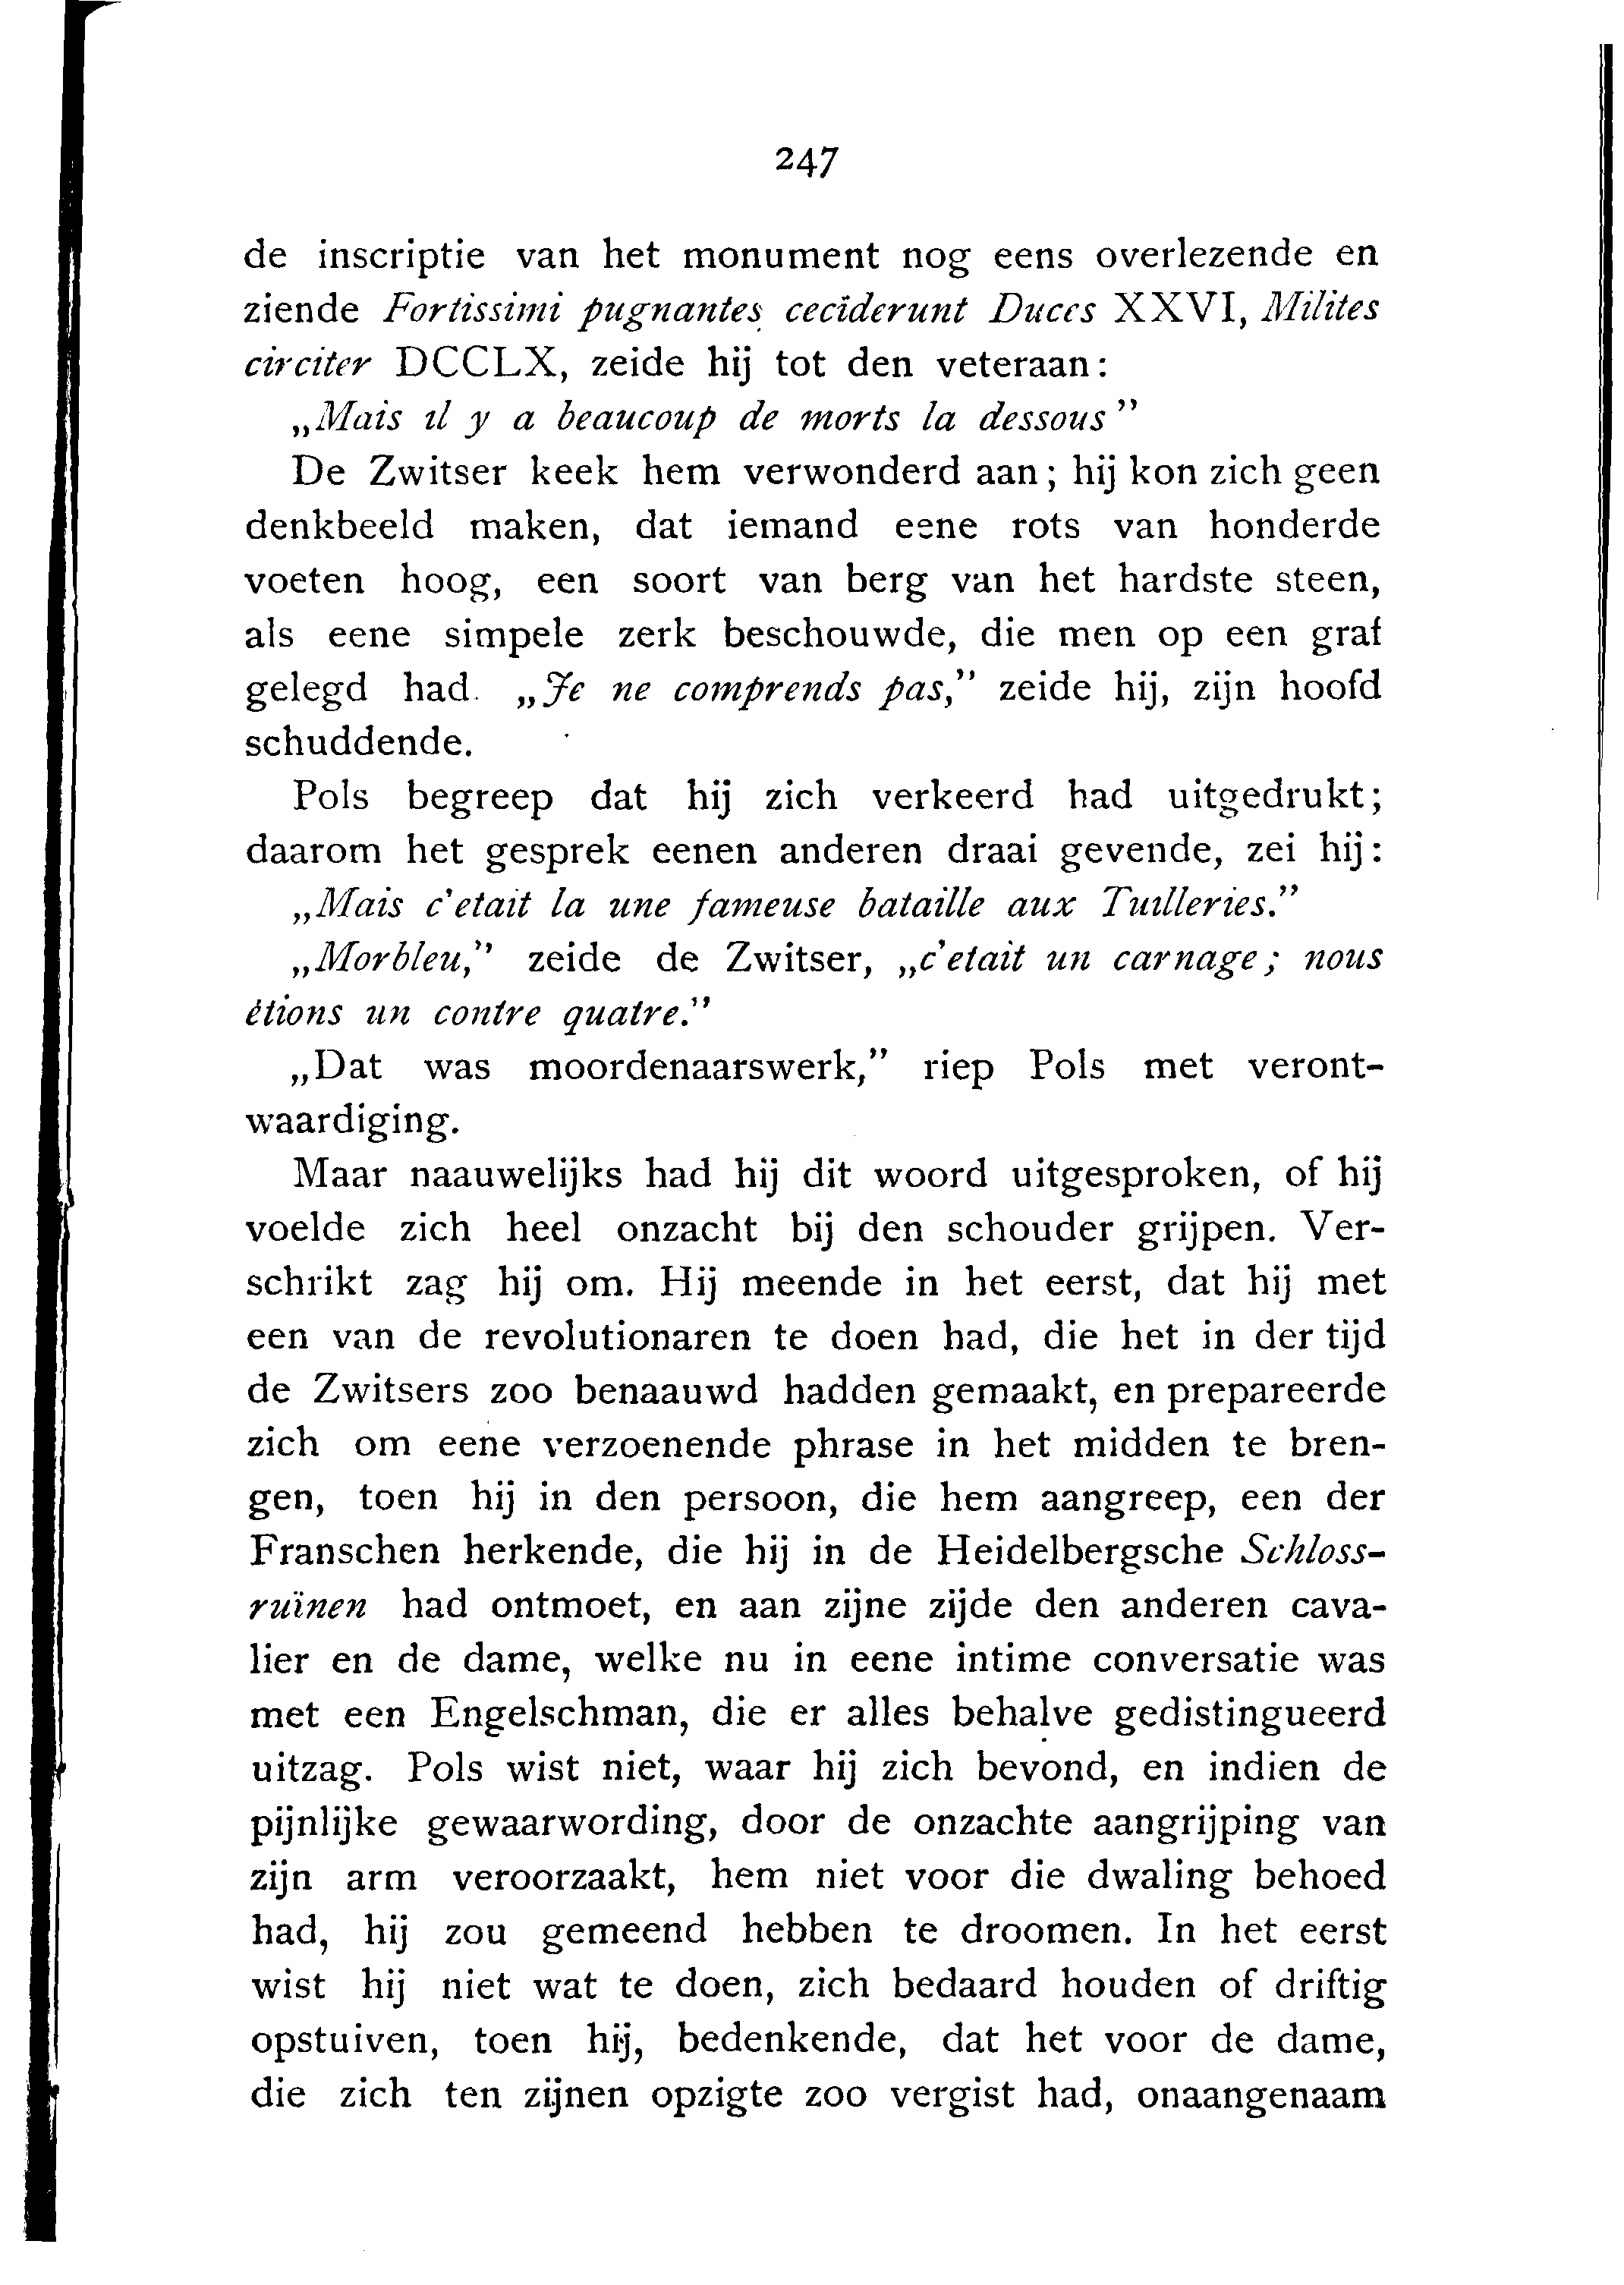 247
de inscriptie van het monument nog eens overlezende en
ziende Fortissimi pugnantes ceciderunt Duces XXVI, Milites
circiter DCCLX, zeide hij tot den veteraan:
„Mais il y a beaucoup de morts la dessous”
De Zwitser keek hem verwonderd aan; hij kon zich geen
denkbeeld maken, dat iemand eene rots van honderde
voeten hoog, een soort van berg van het hardste steen,
als eene simpele zerk beschouwde, die men op een graf
gelegd had. „Je ne comprends pas,” zeide hij, zijn hoofd
schuddende.
Pols begreep dat hij zich verkeerd had uitgedrukt;
daarom het gesprek eenen anderen draai gevende, zei hij:
„Mais c'etait la une fameuse bataille aux Tuilleries.”
„Morbleu,” zeide de Zwitser, „c'etait un carnage; nous
étions un contre quatre.”
„Dat was moordenaarswerk,” riep Pols met veront-
waardiging.
Maar naauwelijks had hij dit woord uitgesproken, of hij
voelde zich heel onzacht bij den schouder grijpen. Ver-
schrikt zag hij om. Hij meende in het eerst, dat hij met
een van de revolutionaren te doen had, die het in der tijd
de Zwitsers zoo benaauwd hadden gemaakt, en prepareerde
zich om eene verzoenende phrase in het midden te bren-
gen, toen hij in den persoon, die hem aangreep, een der
Franschen herkende, die hij in de Heidelbergsche Schloss-
ruïnen had ontmoet, en aan zijne zijde den anderen cava-
lier en de dame, welke nu in eene intime conversatie was
met een Engelschman, die er alles behalve gedistingueerd
uitzag. Pols wist niet, waar hij zich bevond, en indien de
pijnlijke gewaarwording, door de onzachte aangrijping van
zijn arm veroorzaakt, hem niet voor die dwaling behoed
had, hij zou gemeend hebben te droomen. In het eerst
wist hij niet wat te doen, zich bedaard houden of driftig
opstuiven, toen hij, bedenkende, dat het voor de dame,
die zich ten zijnen opzigte zoo vergist had, onaangenaam